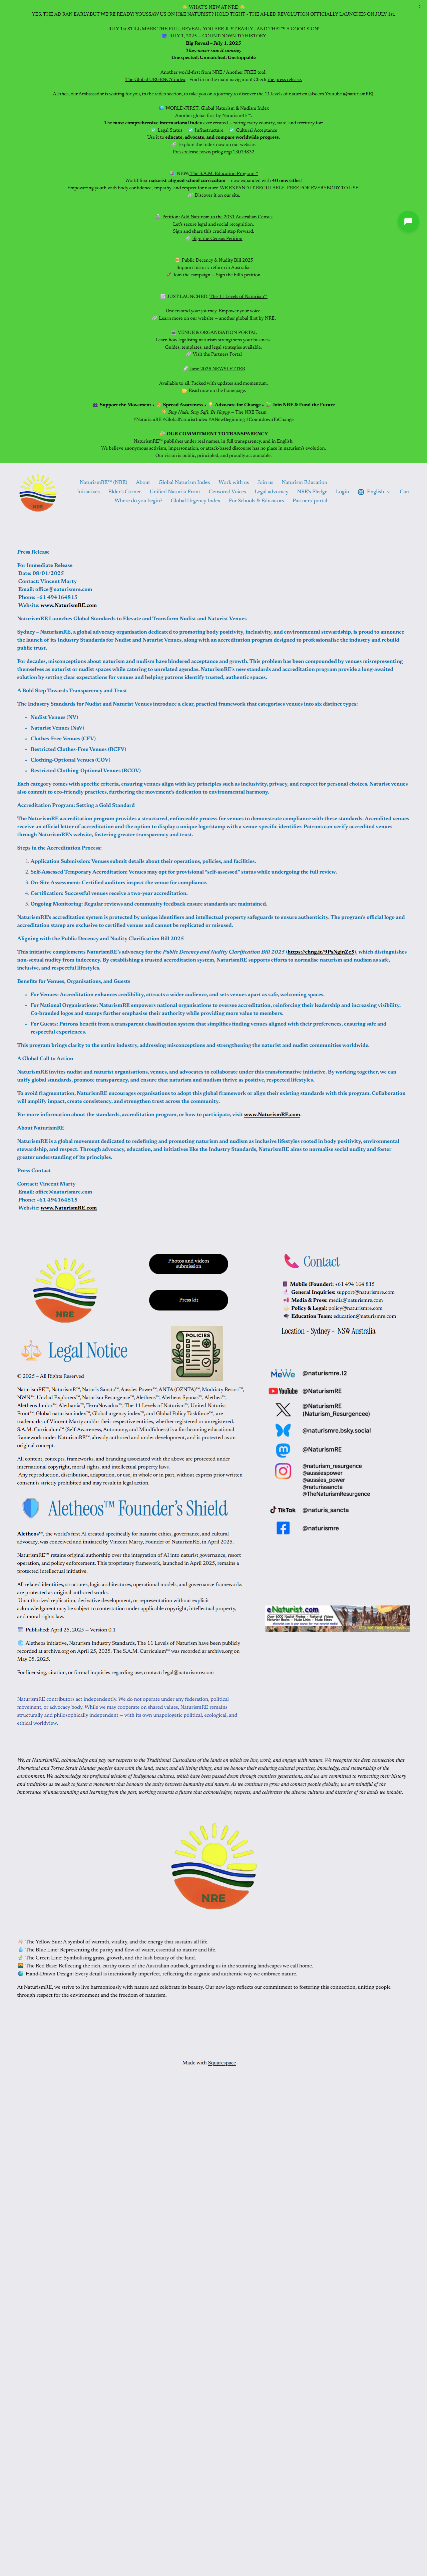 ☀️ WHAT'S NEW AT NRE ☀️
YES, THE AD RAN EARLY.BUT WE'RE READY! YOUSSAN US ON H&E NATURIST! HOLD TIGHT - THE AI-LED REVOLUTION OFFICIALLY LAUNCHES ON JULY 1st.
JULY 1st STILL MARK THE FULL REVEAL. YOU ARE JUST EARLY - AND THAT'S A GOOD SIGN!
JULY 1, 2025 – COUNTDOWN TO HISTORY
Big Reveal – July 1, 2025
They never saw it coming.
Unexpected. Unmatched. Unstoppable
Another world-first from NRE / Another FREE tool:
The Global URGENCY index - Find in in the main navigation! Check the press release.
Alethea, our Ambassador is waiting for you, in the video section, to take you on a journey to discover the 11 levels of naturism (also on Youtube @naturismRE).
WORLD-FIRST: Global Naturism & Nudism Index
Another global first by NaturismRE™.
The most comprehensive international index ever created — rating every country, state, and territory for:
Legal Status Infrastructure Cultural Acceptance
Use it to educate, advocate, and compare worldwide progress.
Explore the Index now on our website.
Press release :www.prlog.org/13079832
NEW: The S.A.M. Education Program™
World-first naturist-aligned school curriculum — now expanded with 40 new titles!
Empowering youth with body confidence, empathy, and respect for nature. WE EXPAND IT REGULARLY- FREE FOR EVERYBODY TO USE!
Discover it on our site.
Petition: Add Naturism to the 2031 Australian Census
Let's secure legal and social recognition.
Sign and share this crucial step forward.
Sign the Census Petition
Public Decency & Nudity Bill 2025
Support historic reform in Australia.
Join the campaign — Sign the bill's petition.
JUST LAUNCHED: The 11 Levels of Naturism™
Understand your journey. Empower your voice.
Learn more on our website — another global first by NRE.
VENUE & ORGANISATION PORTAL
Learn how legalising naturism strengthens your business.
Guides, templates, and legal strategies available.
Visit the Partners Portal
June 2025 NEWSLETTER
Available to all. Packed with updates and momentum.
Read now on the homepage.
Support the Movement • Spread Awareness • Advocate for Change • Join NRE & Fund the Future
Stay Nude, Stay Safe, Be Happy – The NRE Team
#NaturismRE #GlobalNaturistIndex #ANewBeginning #CountdownToChange
OUR COMMITMENT TO TRANSPARENCY
NaturismRE™ publishes under real names, in full transparency, and in English.
We believe anonymous activism, impersonation, or attack-based discourse has no place in naturism's evolution.
Our vision is public, principled, and proudly accountable.
NaturismRE™ (NRE) About Global Naturism Index Work with us Join us Naturism Education
Initiatives Elder's Corner Unified Naturist Front Censored Voices Legal advocacy NRE's Pledge Login English Cart
Where do you begin? Global Urgency Index For Schools & Educators Partners' portal
Press Release
For Immediate Release
Date: 08/01/2025
Contact: Vincent Marty
Email: office@naturismre.com
Phone: +61 494164815
Website: www.NaturismRE.com
NaturismRE Launches Global Standards to Elevate and Transform Nudist and Naturist Venues
Sydney – NaturismRE, a global advocacy organisation dedicated to promoting body positivity, inclusivity, and environmental stewardship, is proud to announce
the launch of its Industry Standards for Nudist and Naturist Venues, along with an accreditation program designed to professionalise the industry and rebuild
public trust.
For decades, misconceptions about naturism and nudism have hindered acceptance and growth. This problem has been compounded by venues misrepresenting
themselves as naturist or nudist spaces while catering to unrelated agendas. NaturismRE's new standards and accreditation program provide a long-awaited
solution by setting clear expectations for venues and helping patrons identify trusted, authentic spaces.
A Bold Step Towards Transparency and Trust
The Industry Standards for Nudist and Naturist Venues introduce a clear, practical framework that categorises venues into six distinct types:
• Nudist Venues (NV)
• Naturist Venues (NaV)
• Clothes-Free Venues (CFV)
• Restricted Clothes-Free Venues (RCFV)
• Clothing-Optional Venues (COV)
• Restricted Clothing-Optional Venues (RCOV)
Each category comes with specific criteria, ensuring venues align with key principles such as inclusivity, privacy, and respect for personal choices. Naturist venues
also commit to eco-friendly practices, furthering the movement's dedication to environmental harmony.
Accreditation Program: Setting a Gold Standard
The NaturismRE accreditation program provides a structured, enforceable process for venues to demonstrate compliance with these standards. Accredited venues
receive an official letter of accreditation and the option to display a unique logo/stamp with a venue-specific identifier. Patrons can verify accredited venues
through NaturismRE's website, fostering greater transparency and trust.
Steps in the Accreditation Process:
1. Application Submission: Venues submit details about their operations, policies, and facilities.
2. Self-Assessed Temporary Accreditation: Venues may opt for provisional "self-assessed" status while undergoing the full review.
3. On-Site Assessment: Certified auditors inspect the venue for compliance.
4. Certification: Successful venues receive a two-year accreditation.
5. Ongoing Monitoring: Regular reviews and community feedback ensure standards are maintained.
NaturismRE's accreditation system is protected by unique identifiers and intellectual property safeguards to ensure authenticity. The program's official logo and
accreditation stamp are exclusive to certified venues and cannot be replicated or misused.
Aligning with the Public Decency and Nudity Clarification Bill 2025
This initiative complements NaturismRE's advocacy for the Public Decency and Nudity Clarification Bill 2025 (https://chng.it/9PsNgjnZc5), which distinguishes
non-sexual nudity from indecency. By establishing a trusted accreditation system, NaturismRE supports efforts to normalise naturism and nudism as safe,
inclusive, and respectful lifestyles.
Benefits for Venues, Organisations, and Guests
• For Venues: Accreditation enhances credibility, attracts a wider audience, and sets venues apart as safe, welcoming spaces.
• For National Organisations: NaturismRE empowers national organisations to oversee accreditation, reinforcing their leadership and increasing visibility.
Co-branded logos and stamps further emphasise their authority while providing more value to members.
• For Guests: Patrons benefit from a transparent classification system that simplifies finding venues aligned with their preferences, ensuring safe and
respectful experiences.
This program brings clarity to the entire industry, addressing misconceptions and strengthening the naturist and nudist communities worldwide.
A Global Call to Action
NaturismRE invites nudist and naturist organisations, venues, and advocates to collaborate under this transformative initiative. By working together, we can
unify global standards, promote transparency, and ensure that naturism and nudism thrive as positive, respected lifestyles.
To avoid fragmentation, NaturismRE encourages organisations to adopt this global framework or align their existing standards with this program. Collaboration
will amplify impact, create consistency, and strengthen trust across the community.
For more information about the standards, accreditation program, or how to participate, visit www.NaturismRE.com.
About NaturismRE
NaturismRE is a global movement dedicated to redefining and promoting naturism and nudism as inclusive lifestyles rooted in body positivity, environmental
stewardship, and respect. Through advocacy, education, and initiatives like the Industry Standards, NaturismRE aims to normalise social nudity and foster
greater understanding of its principles.
Press Contact
Contact: Vincent Marty
Email: office@naturismre.com
Phone: +61 494164815
Website: www.NaturismRE.com
NRE
Photos and videos
submission
Press kit
Contact
Mobile (Founder): +61 494 164 815
General Inquiries: support@naturismre.com
Media & Press: media@naturismre.com
Policy & Legal: policy@naturismre.com
Education Team: education@naturismre.com
Location - Sydney - NSW Australia
Legal Notice
POLICIES
© 2025 – All Rights Reserved
NaturismRE™, NaturisRE™, Naturis Sancta™, Aussies Power™, ANTA (OZNTA)™, Modriaty Resort™,
NWN™, Unclad Explorers™, Naturism Resurgence™, Aletheos™, Aletheos Synoas™, Alethea™,
Aletheos Junior™, Alethania™, TerraNovadus™, The 11 Levels of Naturism™, United Naturist
Front™, Global naturism index™, Global urgency index™, and Global Policy Taskforce™, are
trademarks of Vincent Marty and/or their respective entities, whether registered or unregistered.
S.A.M. Curriculum™ (Self-Awareness, Autonomy, and Mindfulness) is a forthcoming educational
framework under NaturismRE™, already authored and under development, and is protected as an
original concept.
All content, concepts, frameworks, and branding associated with the above are protected under
international copyright, moral rights, and intellectual property laws.
Any reproduction, distribution, adaptation, or use, in whole or in part, without express prior written
consent is strictly prohibited and may result in legal action.
Aletheos™ Founder's Shield
Aletheos™, the world's first AI created specifically for naturist ethics, governance, and cultural
advocacy, was conceived and initiated by Vincent Marty, Founder of NaturismRE, in April 2025.
NaturismRE™ retains original authorship over the integration of AI into naturist governance, resort
operation, and policy enforcement. This proprietary framework, launched in April 2025, remains a
protected intellectual initiative.
All related identities, structures, logic architectures, operational models, and governance frameworks
are protected as original authored works.
Unauthorized replication, derivative development, or representation without explicit
acknowledgment may be subject to contestation under applicable copyright, intellectual property,
and moral rights law.
Published: April 25, 2025 – Version 0.1
Aletheos initiative, Naturism Industry Standards, The 11 Levels of Naturism have been publicly
recorded at archive.org on April 25, 2025. The S.A.M. Curriculum™ was recorded ar archive.org on
May 05, 2025.
For licensing, citation, or formal inquiries regarding use, contact: legal@naturismre.com
NaturismRE contributors act independently. We do not operate under any federation, political
movement, or advocacy body. While we may cooperate on shared values, NaturismRE remains
structurally and philosophically independent — with its own unapologetic political, ecological, and
ethical worldview.
MeWe @naturismre.12
YouTube @NaturismRE
@NaturismRE
(Naturism_Resurgencee)
@naturismre.bsky.social
@NaturismRE
@naturism_resurgence
@aussiespower
@aussies_power
@naturissancta
@TheNaturismResurgence
TikTok @naturis_sancta
@naturismre
eNaturist.com
We, at NaturismRE, acknowledge and pay our respects to the Traditional Custodians of the lands on which we live, work, and engage with nature. We recognise the deep connection that
Aboriginal and Torres Strait Islander peoples have with the land, water, and all living things, and we are committed to honouring their enduring cultural practices, knowledge, and stewardship of the
environment. We acknowledge the profound wisdom of Indigenous cultures, which have lived in harmony with nature for countless generations, and we are committed to respecting their history
and traditions as we seek to foster a movement that honours the unity between humanity and nature. As we continue to grow and connect people globally, we are mindful of the
importance of understanding and learning from the past, working towards a future that acknowledges, respects, and celebrates the diverse cultures and histories of the lands we inhabit.
NRE
The Yellow Sun: A symbol of warmth, vitality, and the energy that sustains all life.
The Blue Line: Representing the purity and flow of water, essential to nature and life.
The Green Line: Symbolising grass, growth, and the lush beauty of the land.
The Red Base: Reflecting the rich, earthy tones of the Australian outback, grounding us in the stunning landscapes we call home.
Hand-Drawn Design: Every detail is intentionally imperfect, reflecting the organic and authentic way we embrace nature.
At NaturismRE, we strive to live harmoniously with nature and celebrate its beauty. Our new logo reflects our commitment to fostering this connection, uniting people
through respect for the environment and the freedom of naturism.
Made with Squarespace